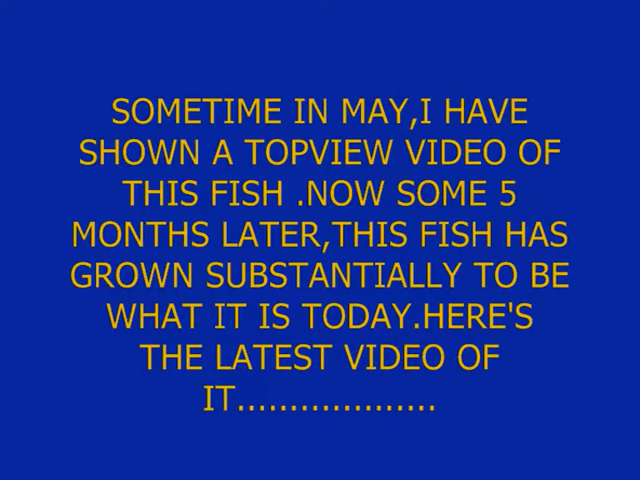 SOMETIME IN MAY,I HAVE
SHOWN A TOPVIEW VIDEO OF
THIS FISH .NOW SOME 5
MONTHS LATER,THIS FISH HAS
GROWN SUBSTANTIALLY TO BE
WHAT IT IS TODAY.HERE'S
THE LATEST VIDEO OF
IT...................